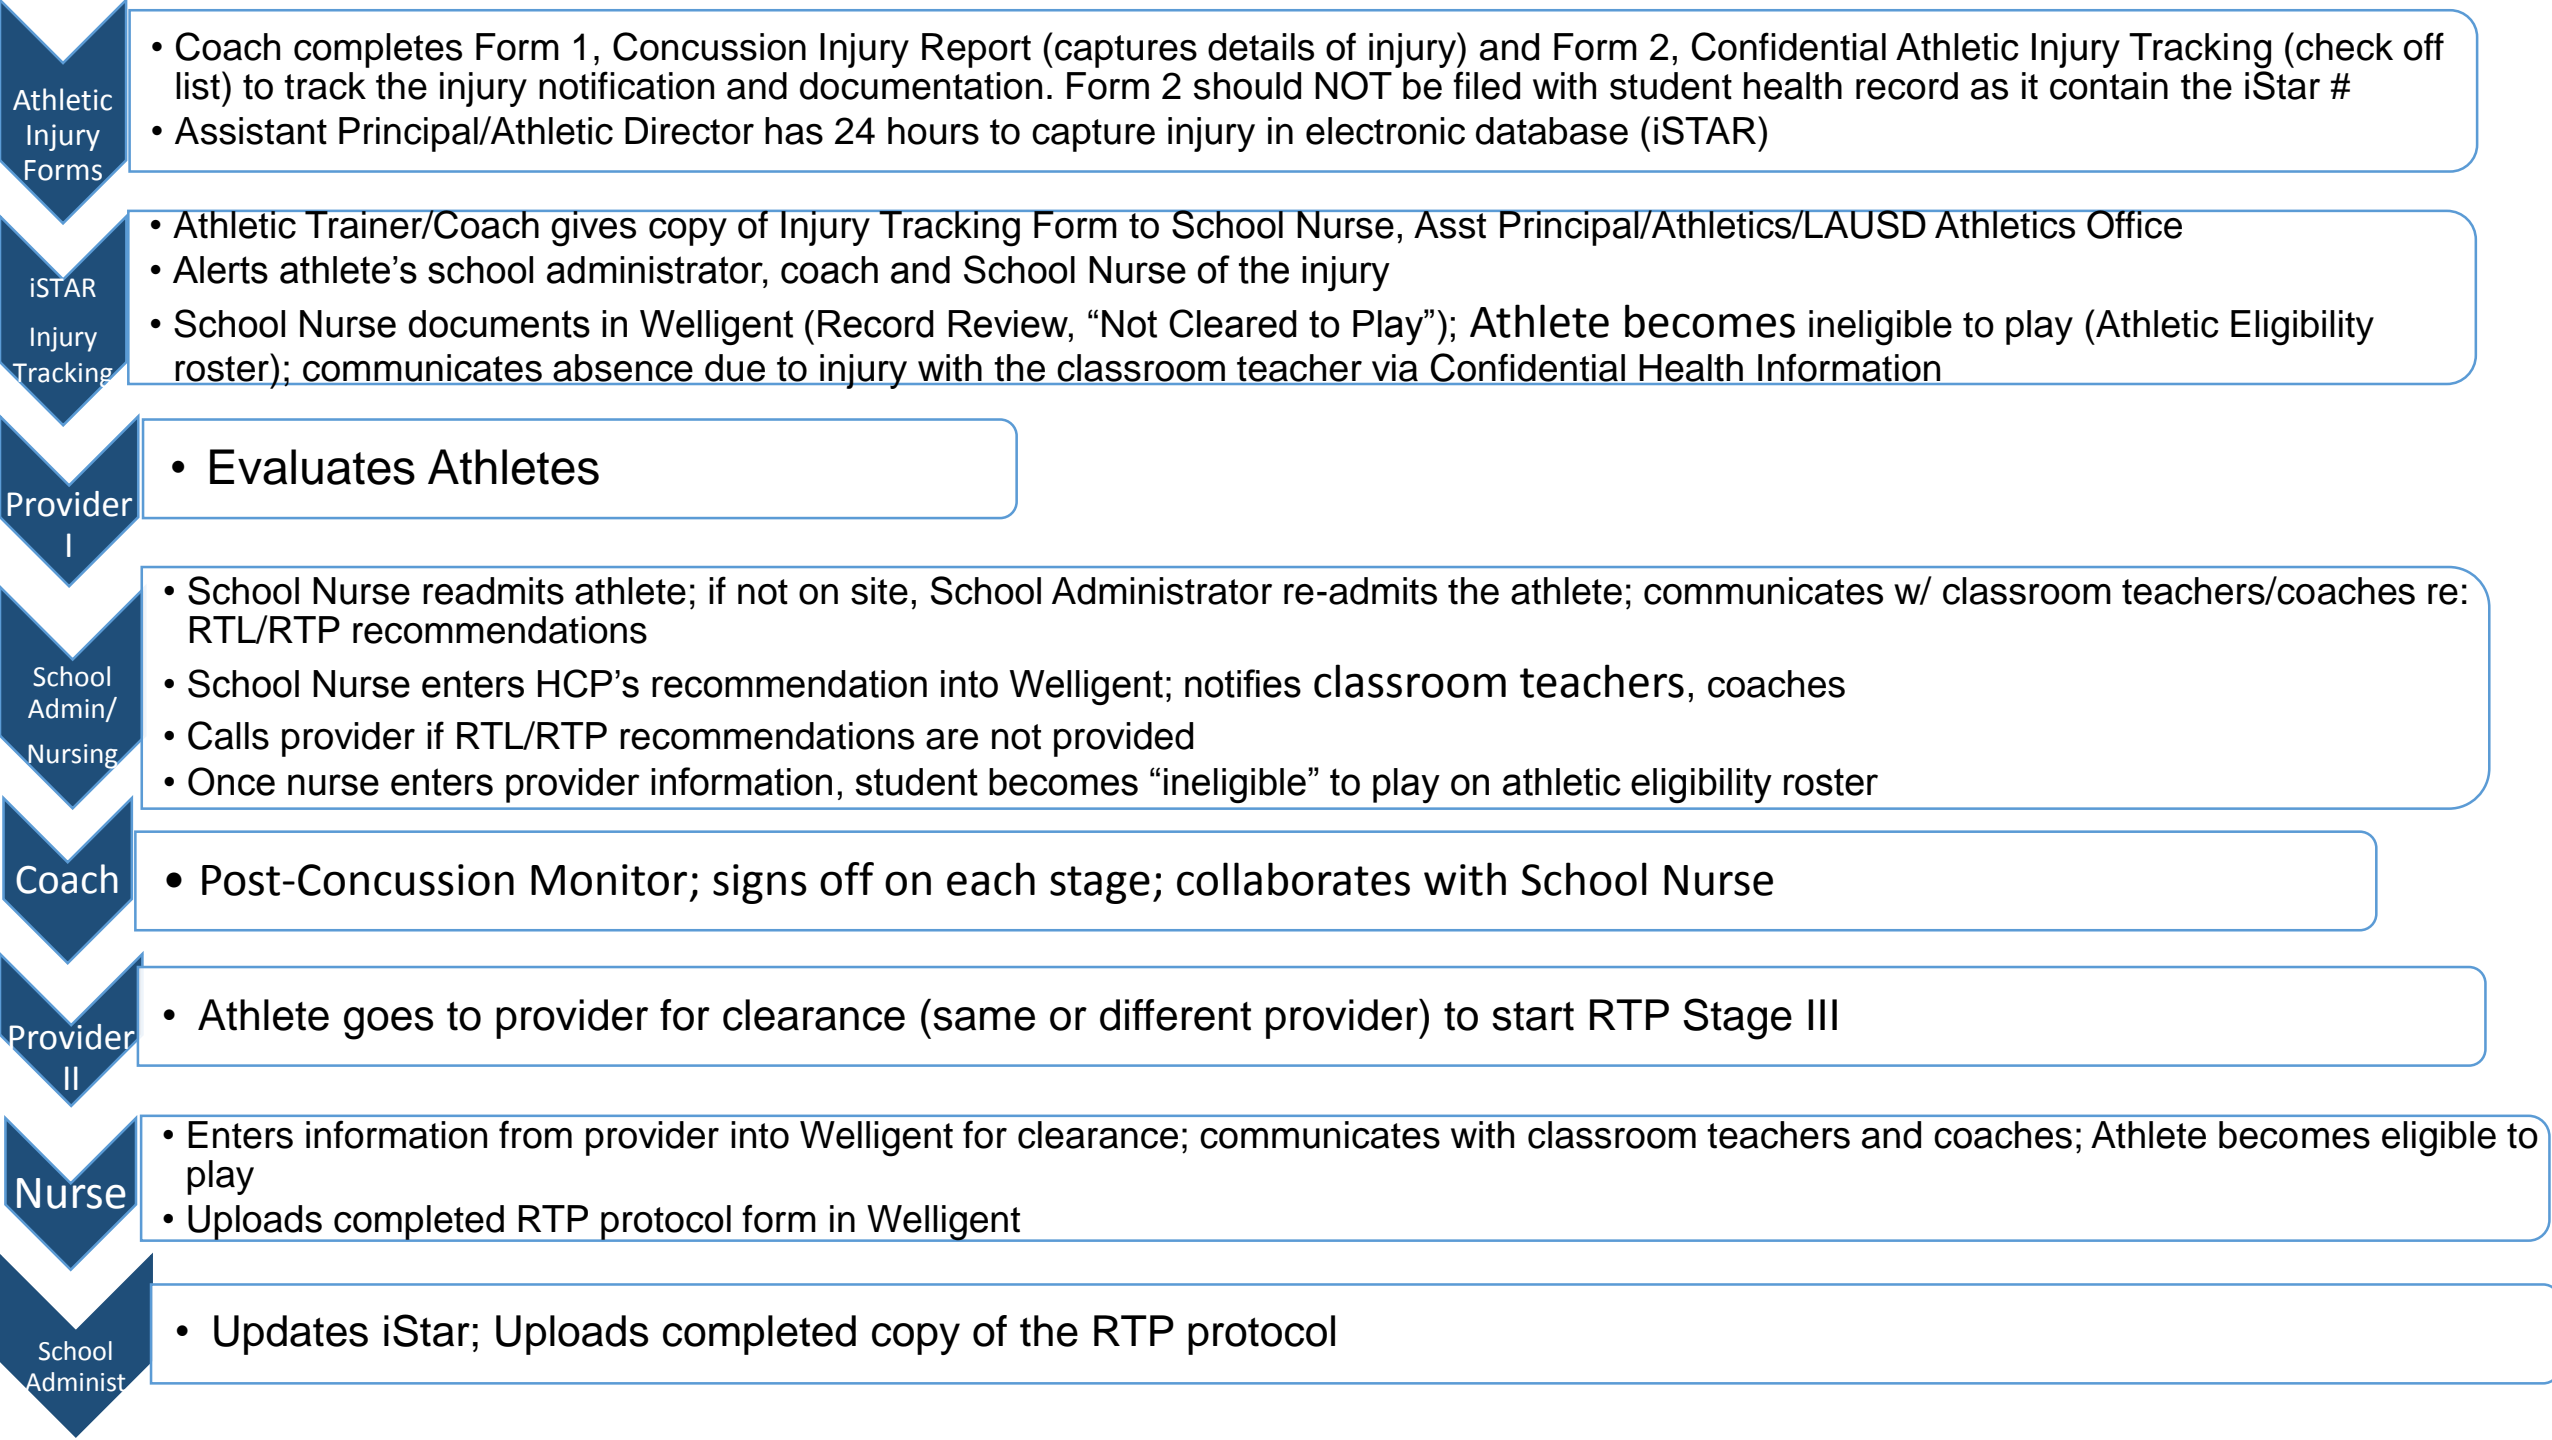 Athletic
Injury
Forms
• Coach completes Form 1, Concussion Injury Report (captures details of injury) and Form 2, Confidential Athletic Injury Tracking (check off
list) to track the injury notification and documentation. Form 2 should NOT be filed with student health record as it contain the iStar #
• Assistant Principal/Athletic Director has 24 hours to capture injury in electronic database (iSTAR)
iSTAR
Injury
Tracking
• Athletic Trainer/Coach gives copy of Injury Tracking Form to School Nurse, Asst Principal/Athletics/LAUSD Athletics Office
• Alerts athlete’s school administrator, coach and School Nurse of the injury
• School Nurse documents in Welligent (Record Review, “Not Cleared to Play”); Athlete becomes ineligible to play (Athletic Eligibility
roster); communicates absence due to injury with the classroom teacher via Confidential Health Information
Provider
I
• Evaluates Athletes
School
Admin/
Nursing
• School Nurse readmits athlete; if not on site, School Administrator re-admits the athlete; communicates w/ classroom teachers/coaches re:
RTL/RTP recommendations
• School Nurse enters HCP’s recommendation into Welligent; notifies classroom teachers, coaches
• Calls provider if RTL/RTP recommendations are not provided
• Once nurse enters provider information, student becomes “ineligible” to play on athletic eligibility roster
Coach
• Post-Concussion Monitor; signs off on each stage; collaborates with School Nurse
Provider
II
• Athlete goes to provider for clearance (same or different provider) to start RTP Stage III
Nurse
• Enters information from provider into Welligent for clearance; communicates with classroom teachers and coaches; Athlete becomes eligible to
play
• Uploads completed RTP protocol form in Welligent
School
Administ
• Updates iStar; Uploads completed copy of the RTP protocol